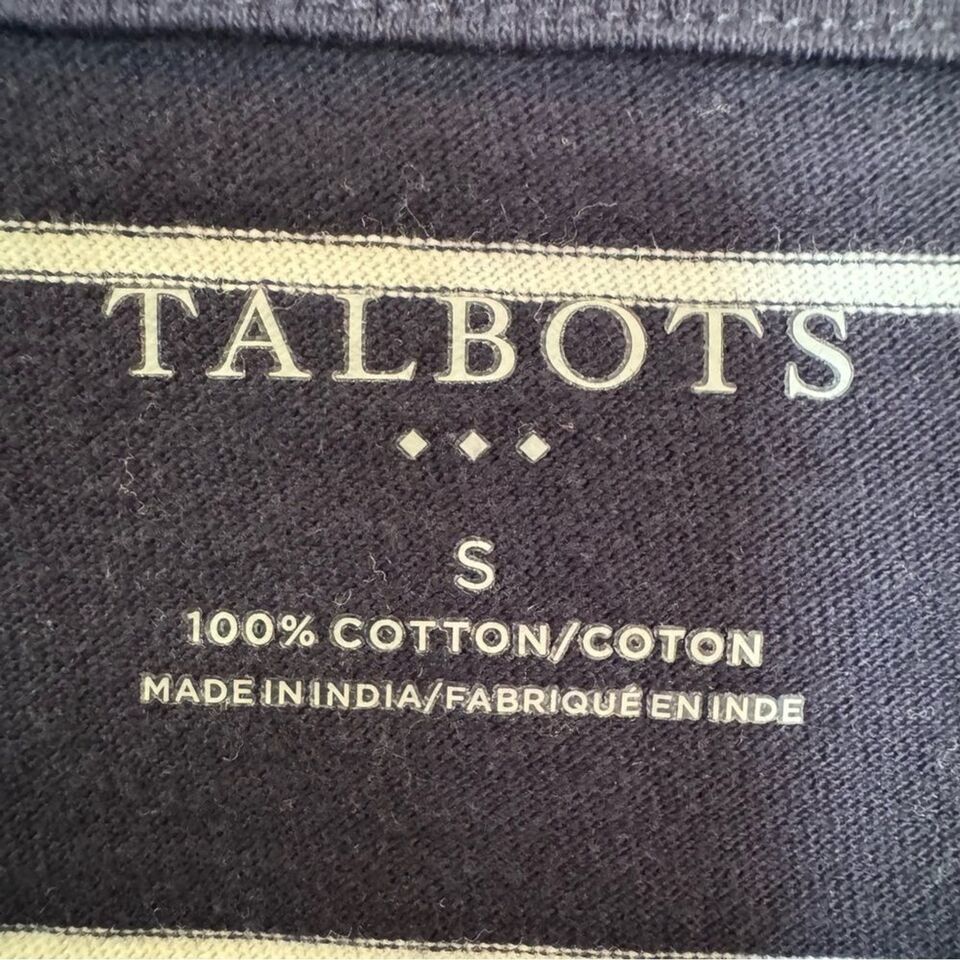 TALBOTS
S
100% COTTON/COTON
MADE IN INDIA/FABRIQUÉ EN INDE